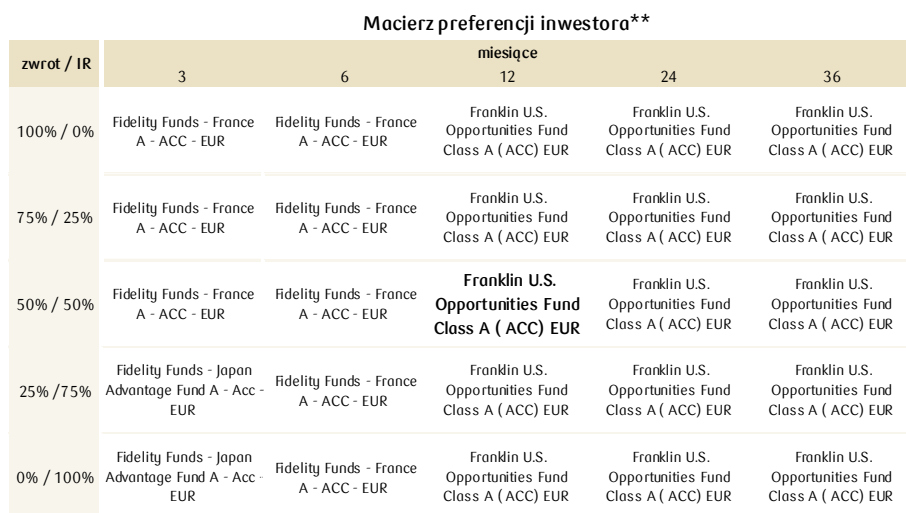 Macierz preferencji inwestora**
zwrot / IR
miesiące
3 6 12 24 36
100% / 0%
Fidelity Funds - France
A - ACC - EUR
Fidelity Funds - France
A - ACC - EUR
Franklin U.S.
Opportunities Fund
Class A ( ACC) EUR
Franklin U.S.
Opportunities Fund
Class A ( ACC) EUR
Franklin U.S.
Opportunities Fund
Class A ( ACC) EUR
75% / 25%
Fidelity Funds - France
A - ACC - EUR
Fidelity Funds - France
A - ACC - EUR
Franklin U.S.
Opportunities Fund
Class A ( ACC) EUR
Franklin U.S.
Opportunities Fund
Class A ( ACC) EUR
Franklin U.S.
Opportunities Fund
Class A ( ACC) EUR
50% / 50%
Fidelity Funds - France
A - ACC - EUR
Fidelity Funds - France
A - ACC - EUR
Franklin U.S.
Opportunities Fund
Class A ( ACC) EUR
Franklin U.S.
Opportunities Fund
Class A ( ACC) EUR
Franklin U.S.
Opportunities Fund
Class A ( ACC) EUR
25% /75%
Fidelity Funds - Japan
Advantage Fund A - Acc -
EUR
Fidelity Funds - France
A - ACC - EUR
Franklin U.S.
Opportunities Fund
Class A ( ACC) EUR
Franklin U.S.
Opportunities Fund
Class A ( ACC) EUR
Franklin U.S.
Opportunities Fund
Class A ( ACC) EUR
0% / 100%
Fidelity Funds - Japan
Advantage Fund A - Acc -
EUR
Fidelity Funds - France
A - ACC - EUR
Franklin U.S.
Opportunities Fund
Class A ( ACC) EUR
Franklin U.S.
Opportunities Fund
Class A ( ACC) EUR
Franklin U.S.
Opportunities Fund
Class A ( ACC) EUR